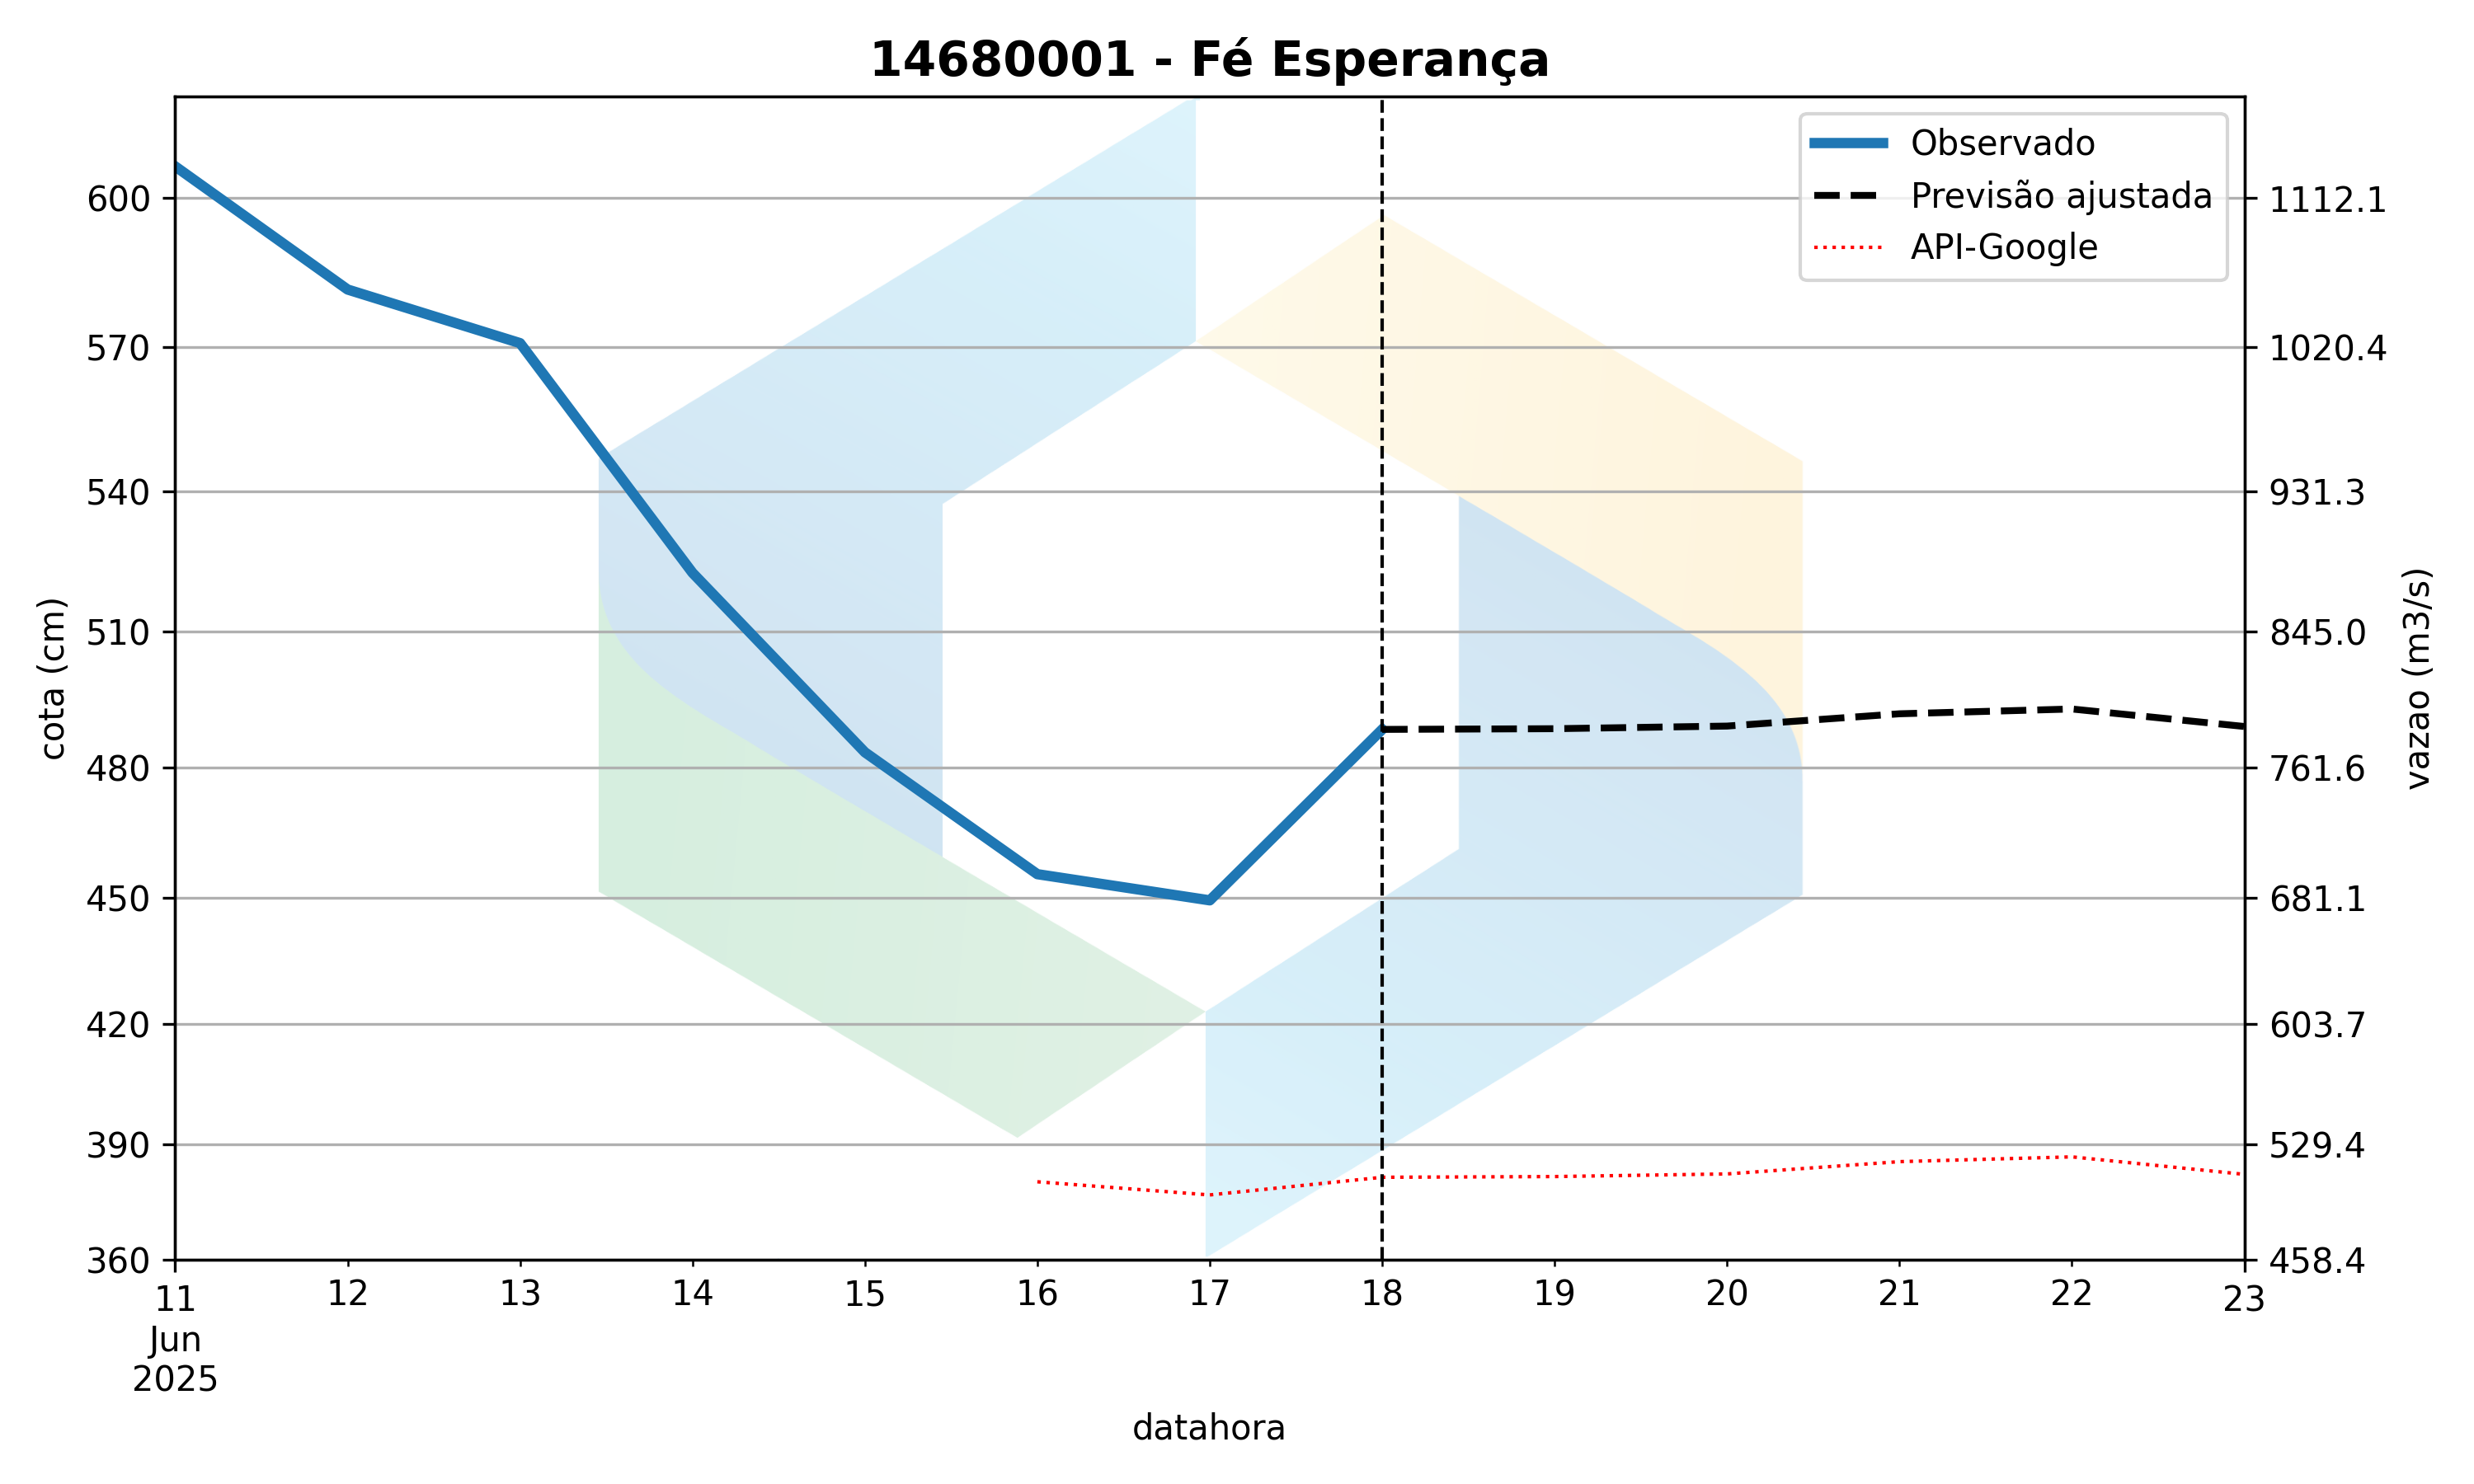 14680001 - Fé Esperança
Observado
Previsão ajustada
API-Google
cota (cm)
600
570
540
510
480
450
420
390
360
1112.1
1020.4
931.3
845.0
761.6
681.1
603.7
529.4
458.4
vazao (m3/s)
11 12 13 14 15 16 17 18 19 20 21 22 23
Jun
2025
datahora